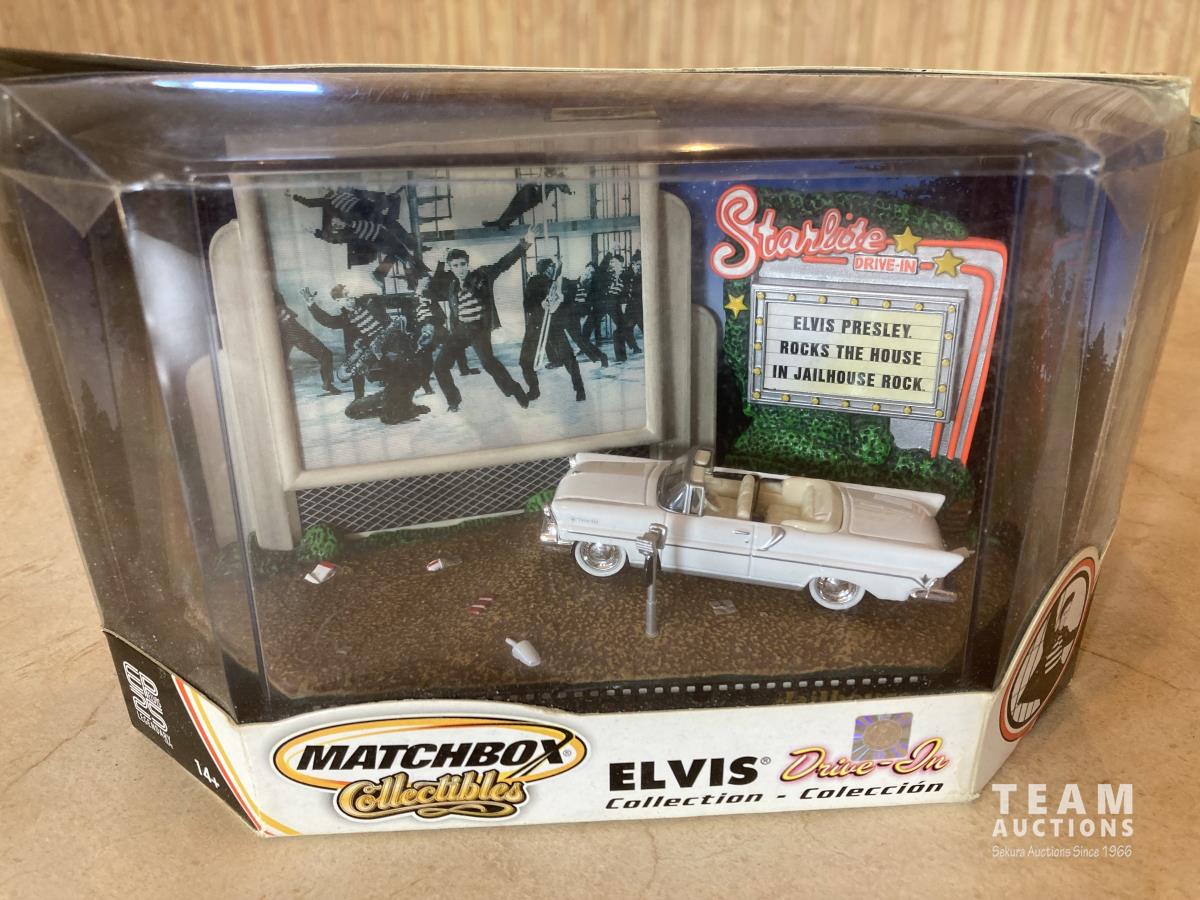 Starlite
DRIVE-IN
ELVIS PRESLEY.
ROCKS THE HOUSE
IN JAILHOUSE ROCK.
14+
MATCHBOX
Collectibles
ELVIS® Drive-In
Collection - Colección
TEAM
AUCTIONS
Sekura Auctions Since 1966